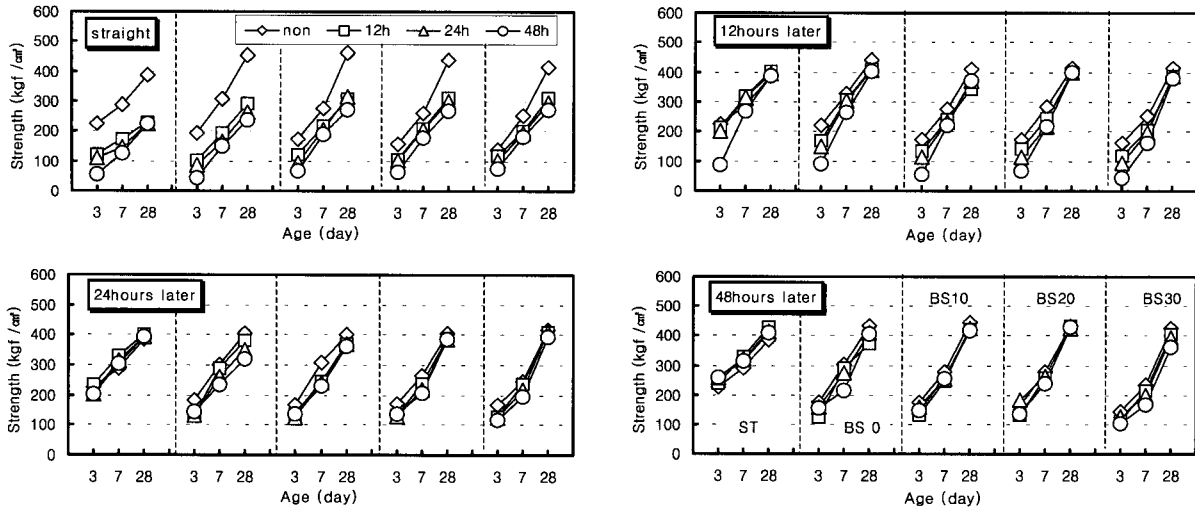 straight
non 12h 24h 48h
600
500
400
300
200
100
0
Strength (kgf/㎠)
3 7 28 3 7 28 3 7 28 3 7 28 3 7 28
Age (day)
12hours later
600
500
400
300
200
100
0
Strength (kgf/㎠)
3 7 28 3 7 28 3 7 28 3 7 28 3 7 28
Age (day)
24hours later
600
500
400
300
200
100
0
Strength (kgf/㎠)
3 7 28 3 7 28 3 7 28 3 7 28 3 7 28
Age (day)
48hours later
BS10 BS20 BS30
600
500
400
300
200
100
0
Strength (kgf/㎠)
ST BS 0
3 7 28 3 7 28 3 7 28 3 7 28 3 7 28
Age (day)